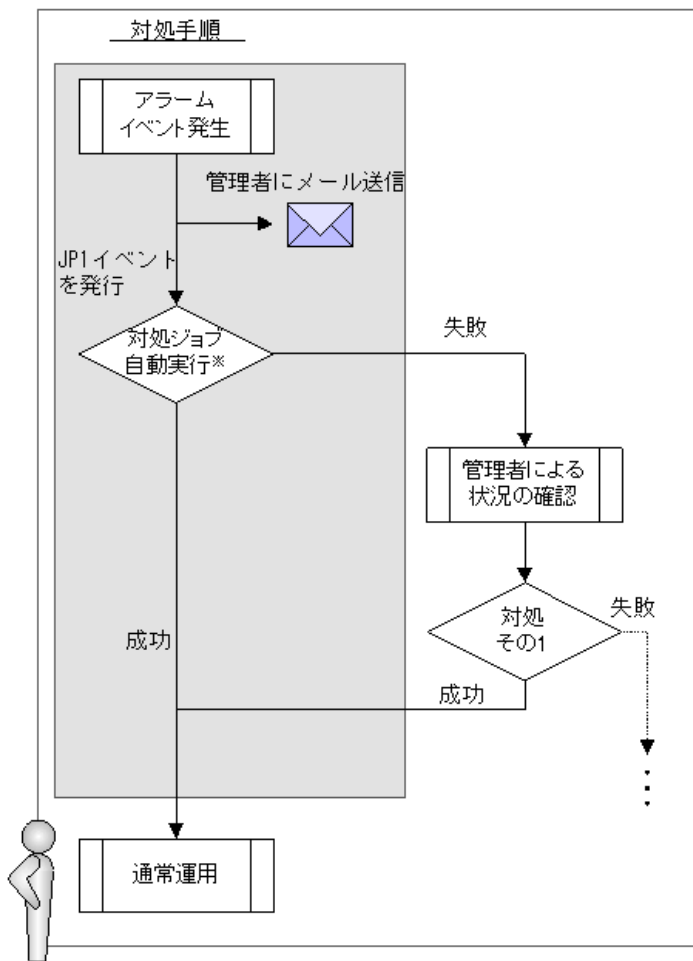 対処手順
アラーム
イベント発生
管理者にメール送信
JP1イベント
を発行
対処ジョブ
自動実行※
失敗
管理者による
状況の確認
対処
その1
失敗
成功
成功
通常運用